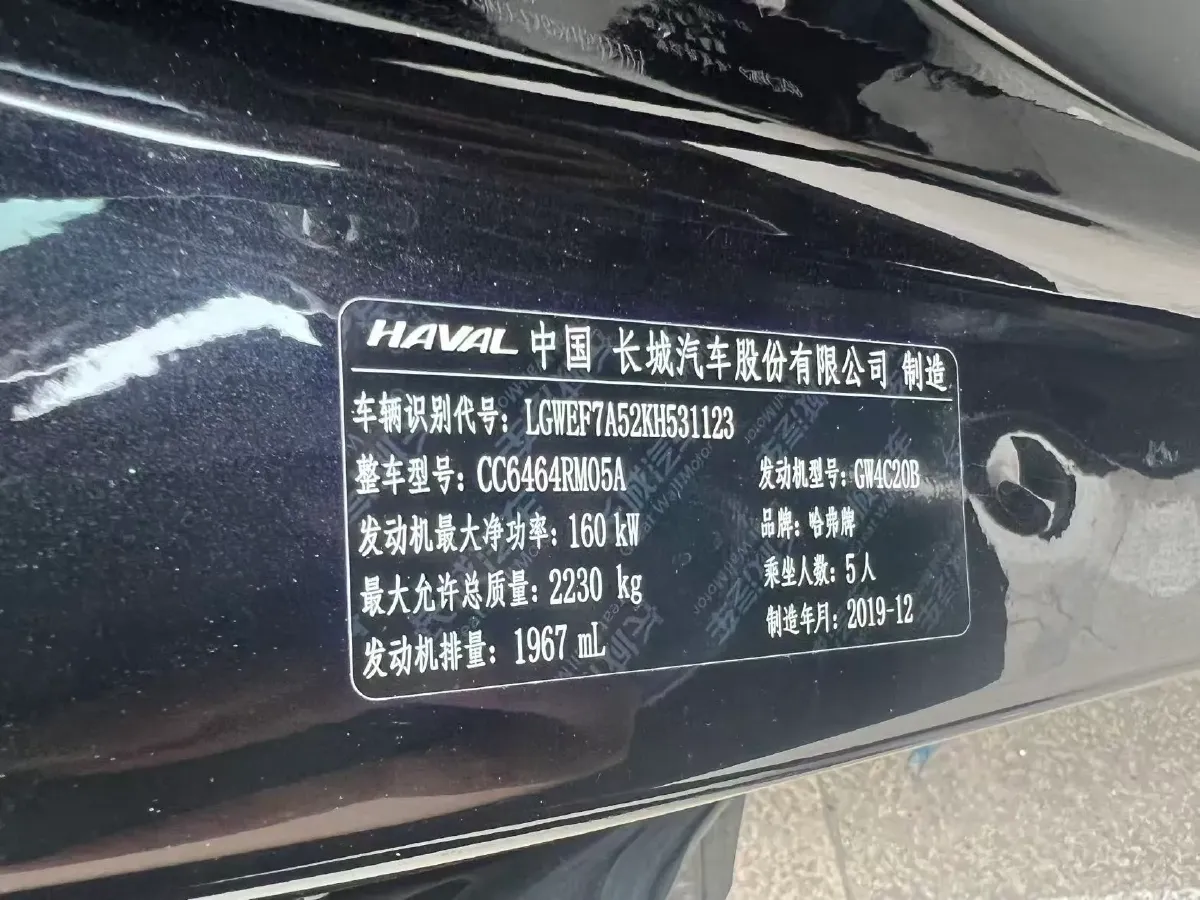 HAVAL 中国 长城汽车股份有限公司 制造
车辆识别代号：LGWEF7A52KH531123
整车型号：CC6464RM05A 发动机型号：GW4C20B
发动机最大净功率：160 kW 品牌：哈弗牌
最大允许总质量：2230 kg 乘坐人数：5人
发动机排量：1967 mL 制造年月：2019-12